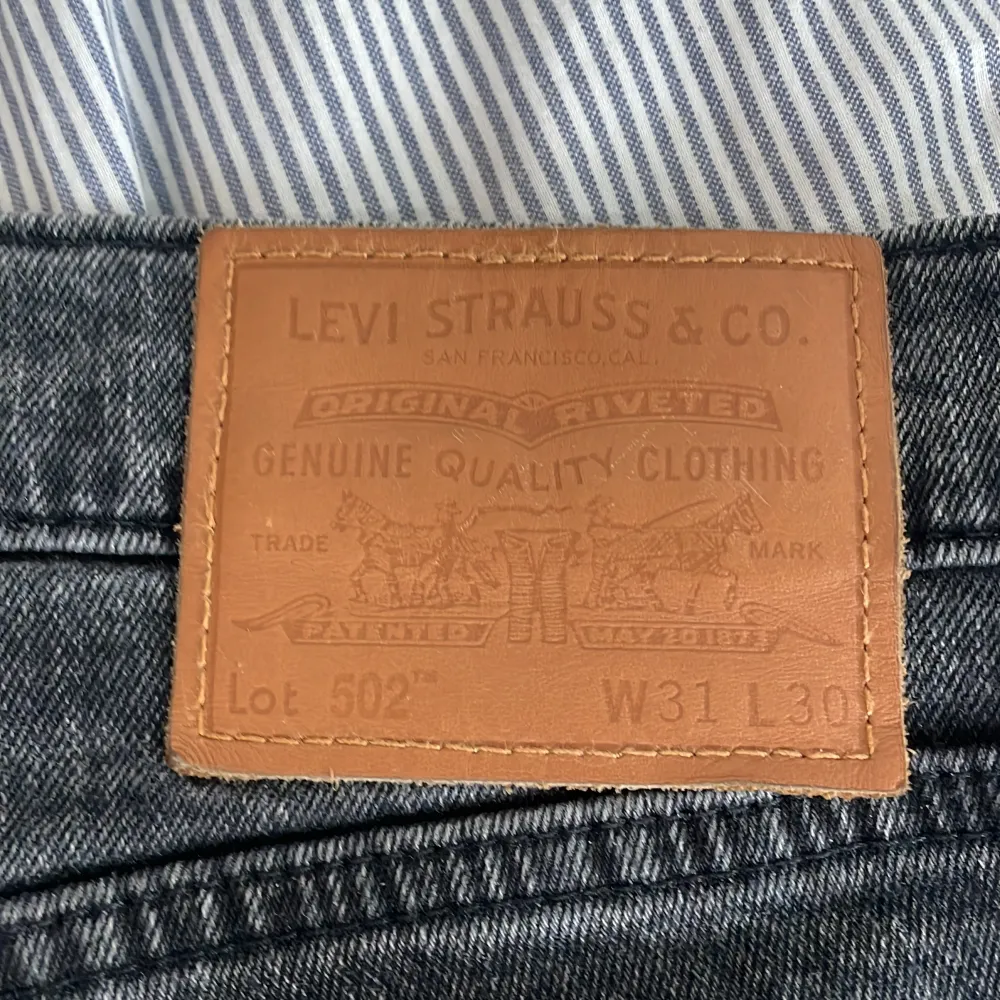 LEVI STRAUSS & CO.
SAN FRANCISCO, CAL.
ORIGINAL RIVETED
GENUINE QUALITY CLOTHING
TRADE MARK
PATENTED MAY 20 1873
Lot 502™ W31 L30